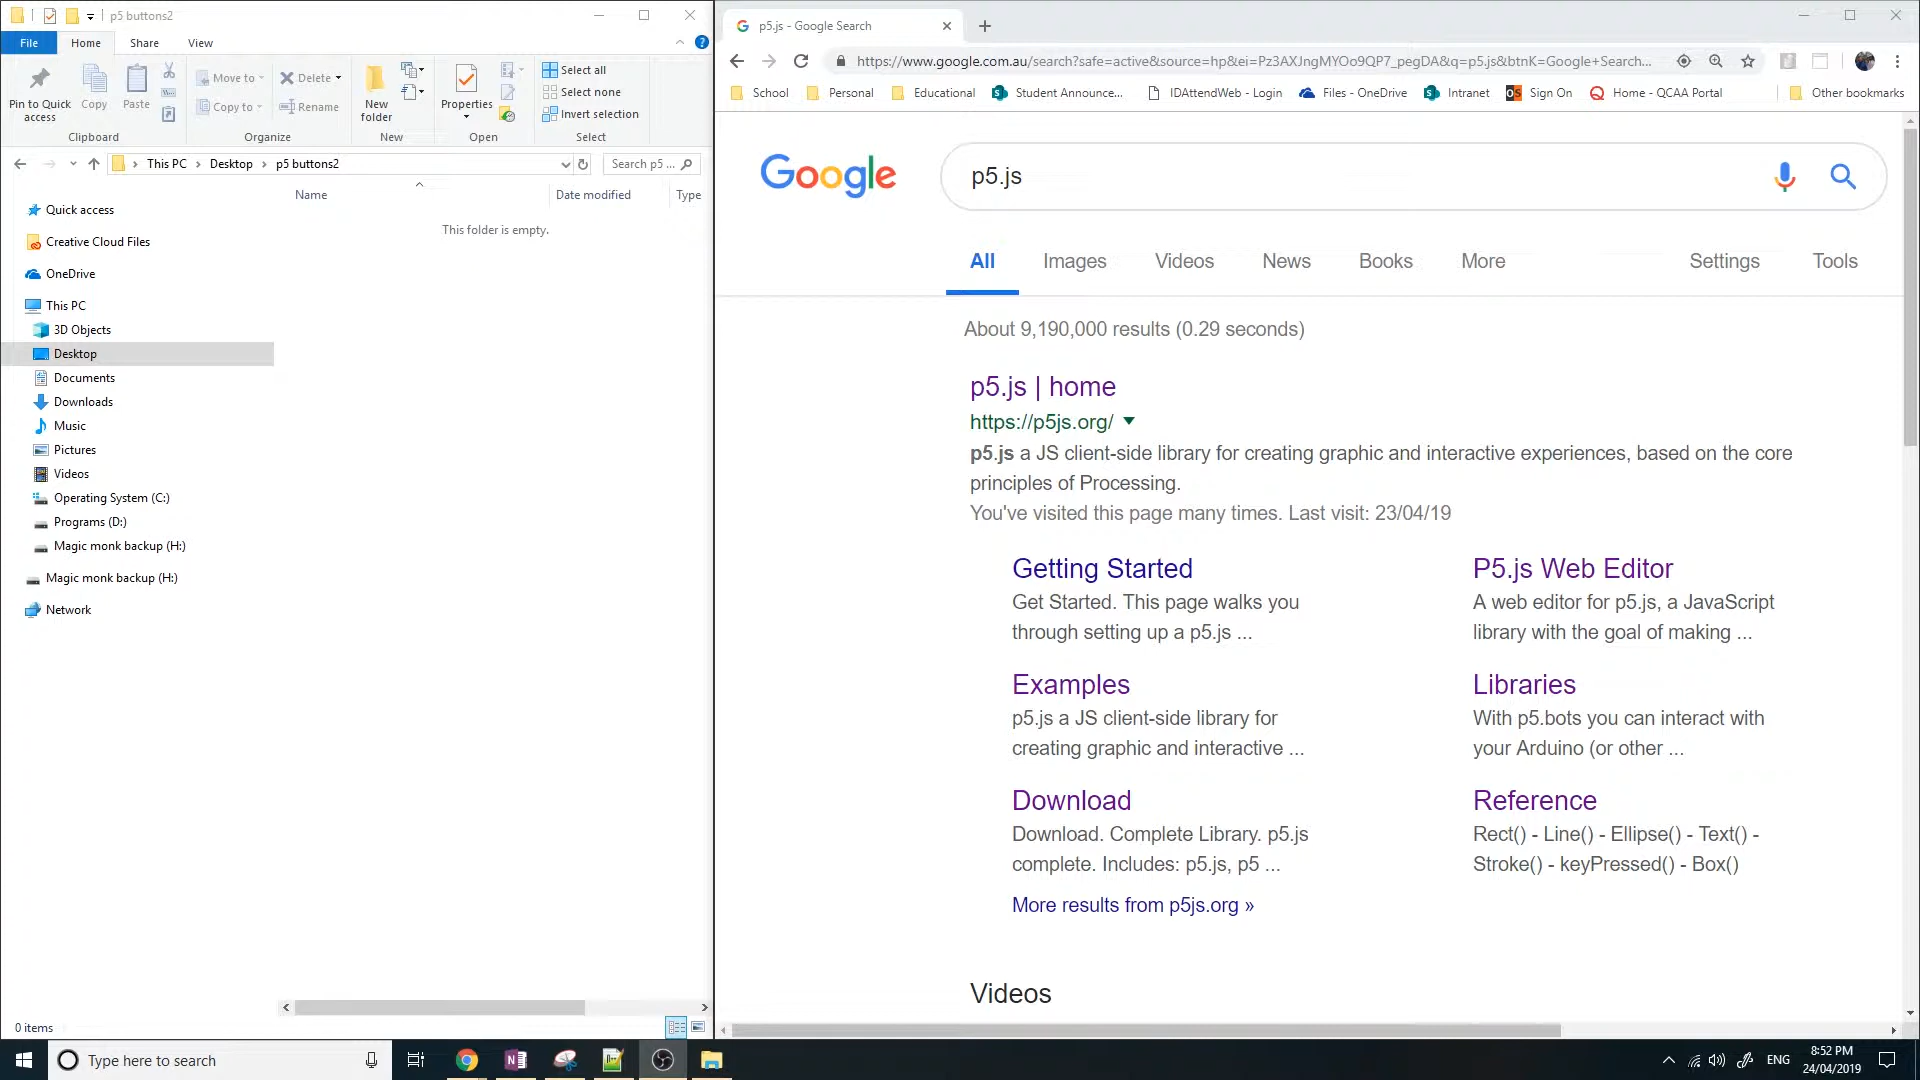 p5 buttons2
File
Home
Share
View
Pin to Quick access
Copy
Paste
Clipboard
Move to
Copy to
Delete
Rename
Organize
New folder
New
Properties
Open
Select all
Select none
Invert selection
Select
This PC > Desktop > p5 buttons2
Search p5 ...
Name
Date modified
Type
This folder is empty.
Quick access
Creative Cloud Files
OneDrive
This PC
3D Objects
Desktop
Documents
Downloads
Music
Pictures
Videos
Operating System (C:)
Programs (D:)
Magic monk backup (H:)
Magic monk backup (H:)
Network
0 items
p5.js - Google Search
https://www.google.com.au/search?safe=active&source=hp&ei=Pz3AXJngMYOo9QP7_pegDA&q=p5.js&btnK=Google+Search...
School
Personal
Educational
Student Announce...
IDAttendWeb - Login
Files - OneDrive
Intranet
Sign On
Home - QCAA Portal
Other bookmarks
Google
p5.js
All
Images
Videos
News
Books
More
Settings
Tools
About 9,190,000 results (0.29 seconds)
p5.js | home
https://p5js.org/
p5.js a JS client-side library for creating graphic and interactive experiences, based on the core
principles of Processing.
You've visited this page many times. Last visit: 23/04/19
Getting Started
Get Started. This page walks you
through setting up a p5.js ...
P5.js Web Editor
A web editor for p5.js, a JavaScript
library with the goal of making ...
Examples
p5.js a JS client-side library for
creating graphic and interactive ...
Libraries
With p5.bots you can interact with
your Arduino (or other ...
Download
Download. Complete Library. p5.js
complete. Includes: p5.js, p5 ...
Reference
Rect() - Line() - Ellipse() - Text() -
Stroke() - keyPressed() - Box()
More results from p5js.org »
Videos
Type here to search
ENG
8:52 PM
24/04/2019